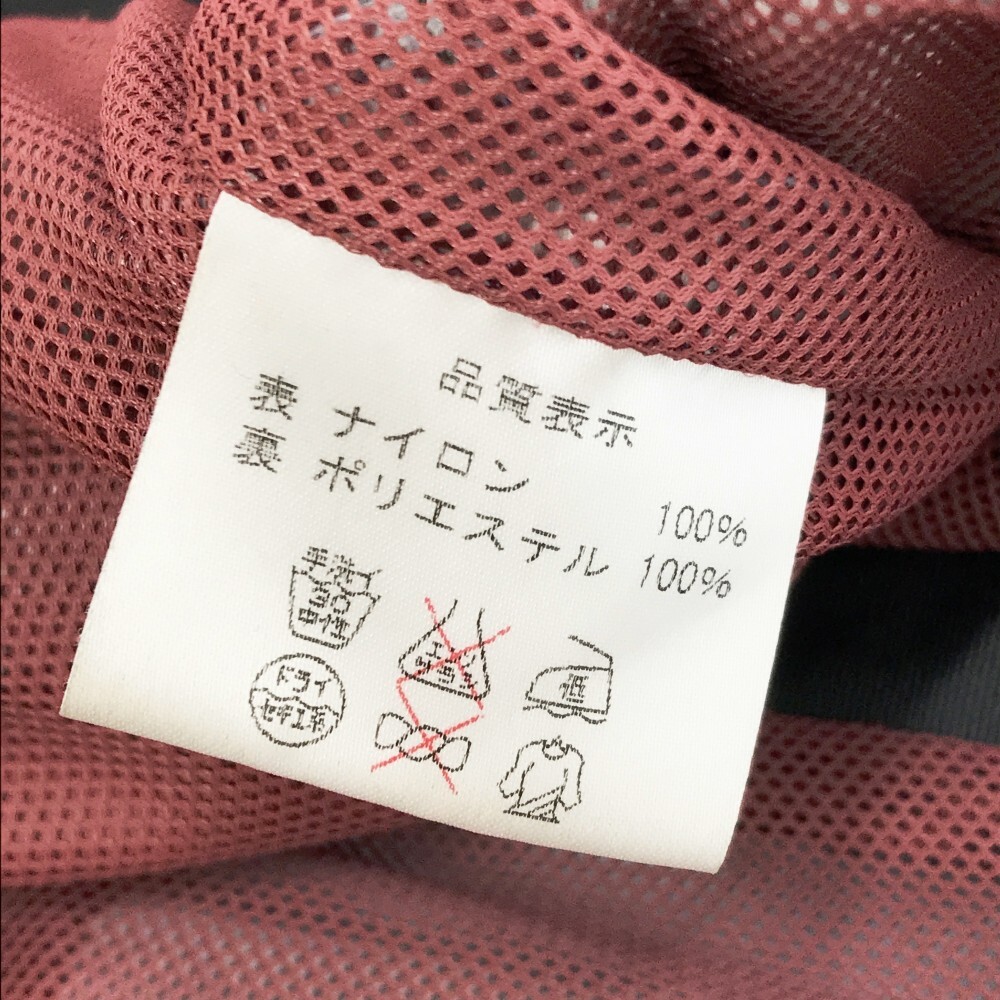 品質表示
表 ナイロン 100%
裏 ポリエステル 100%
手洗イ
30
中性
エンソ
サラシ
低
ドライ
セキユ系